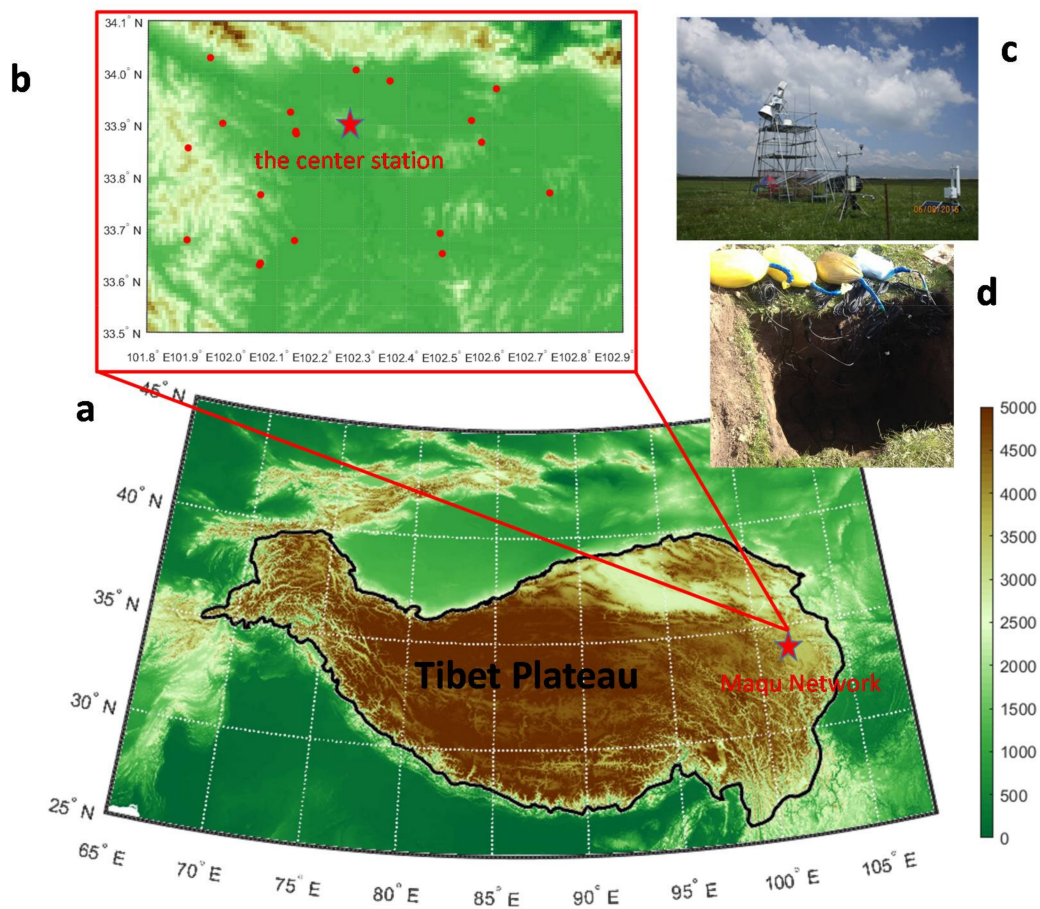 b
34.1° N
34.0° N
33.9° N
33.8° N
33.7° N
33.6° N
33.5° N
the center station
101.8° E101.9° E102.0° E102.1° E102.2° E102.3° E102.4° E102.5° E102.6° E102.7° E102.8° E102.9° E
c
06/08/2016
d
a
45° N
40° N
35° N
30° N
25° N
Tibet Plateau
Maqu Network
65° E
70° E
75° E
80° E
85° E
90° E
95° E
100° E
105° E
5000
4500
4000
3500
3000
2500
2000
1500
1000
500
0